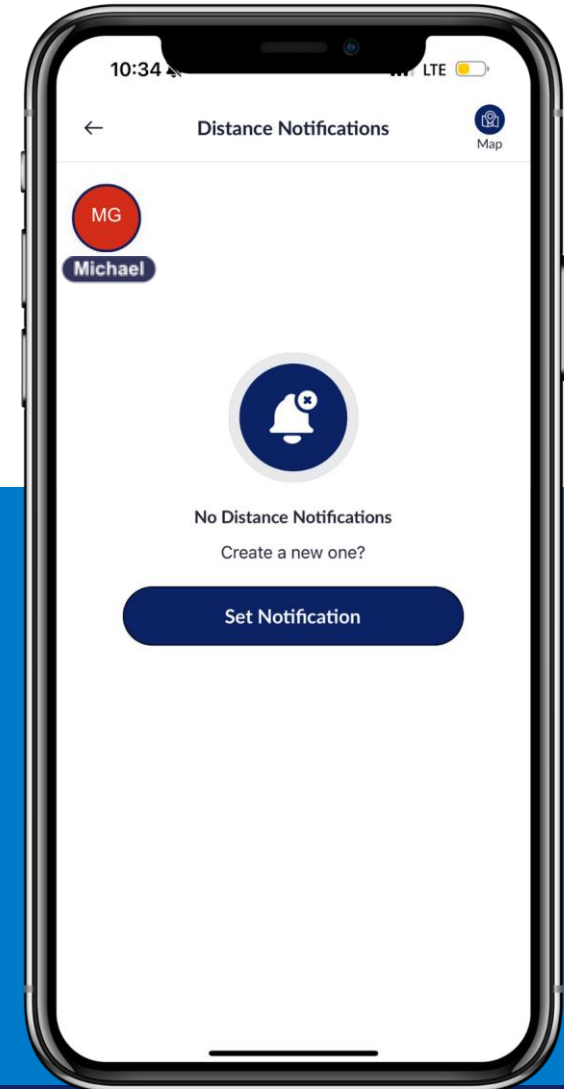 10:34
LTE
Distance Notifications
Map
MG
Michael
No Distance Notifications
Create a new one?
Set Notification